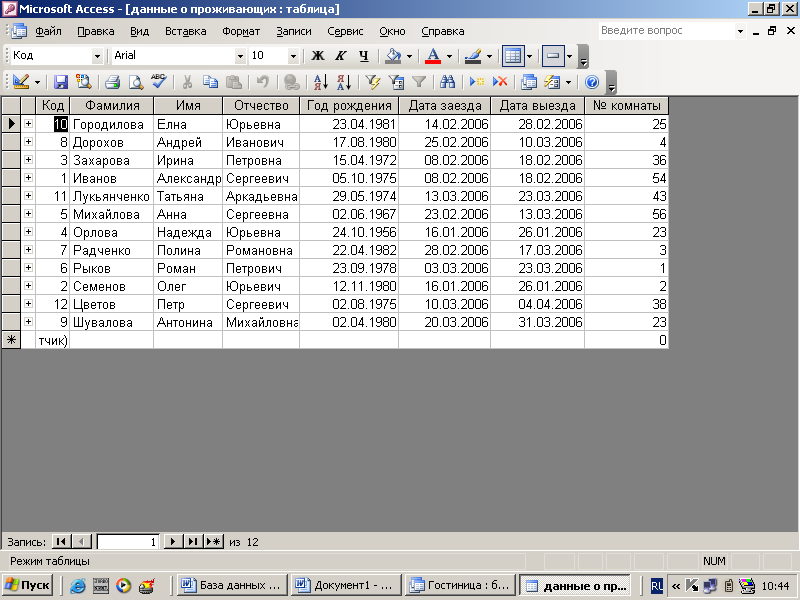 Microsoft Access - [данные о проживающих : таблица]
Файл Правка Вид Вставка Формат Записи Сервис Окно Справка Введите вопрос
Код Arial 10 Ж К Ч
Код Фамилия Имя Отчество Год рождения Дата заезда Дата выезда № комнаты
10 Городилова Елна Юрьевна 23.04.1981 14.02.2006 28.02.2006 25
8 Дорохов Андрей Иванович 17.08.1980 25.02.2006 10.03.2006 4
3 Захарова Ирина Петровна 15.04.1972 08.02.2006 18.02.2006 36
1 Иванов Александр Сергеевич 05.10.1975 08.02.2006 18.02.2006 54
11 Лукьянченко Татьяна Аркадьевна 29.05.1974 13.03.2006 23.03.2006 43
5 Михайлова Анна Сергеевна 02.06.1967 23.02.2006 13.03.2006 56
4 Орлова Надежда Юрьевна 24.10.1956 16.01.2006 26.01.2006 23
7 Радченко Полина Романовна 22.04.1982 28.02.2006 17.03.2006 3
6 Рыков Роман Петрович 23.09.1978 03.03.2006 23.03.2006 1
2 Семенов Олег Юрьевич 12.11.1980 16.01.2006 26.01.2006 2
12 Цветов Петр Сергеевич 02.08.1975 10.03.2006 04.04.2006 38
9 Шувалова Антонина Михайловна 02.04.1980 20.03.2006 31.03.2006 23
тчик) 0
Запись: 1 из 12
Режим таблицы NUM
Пуск База данных ... Документ1 - ... Гостиница : б... данные о пр... RU « 10:44